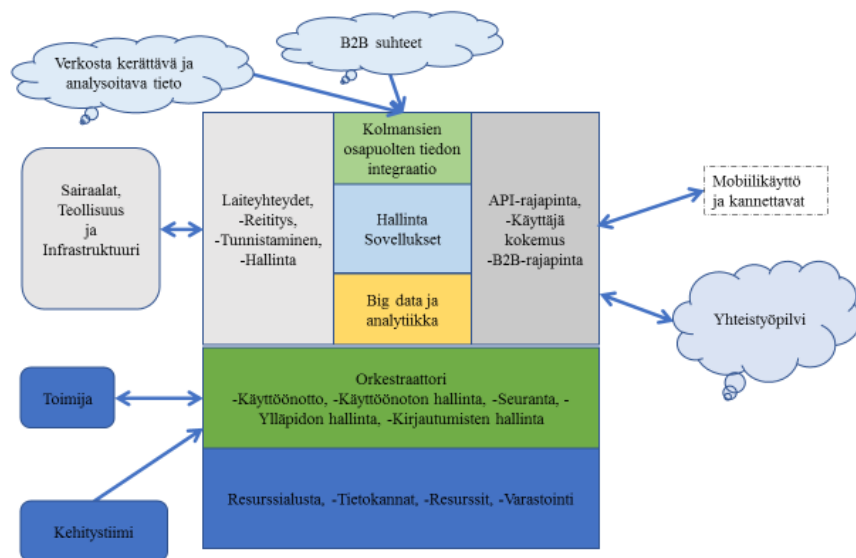 B2B suhteet
Verkosta kerättävä ja
analysoitava tieto
Kolmansien
osapuolten tiedon
integraatio
Sairaalat,
Teollisuus
ja
Infrastruktuuri
Laiteyhteydet,
-Reititys,
-Tunnistaminen,
-Hallinta
Hallinta
Sovellukset
API-rajapinta,
-Käyttäjä
kokemus
-B2B-rajapinta
Mobiilikäyttö
ja kannettavat
Big data ja
analytiikka
Yhteistyöpilvi
Orkestraattori
-Käyttöönotto, -Käyttöönoton hallinta, -Seuranta, -
Ylläpidon hallinta, -Kirjautumisten hallinta
Toimija
Resurssialusta, -Tietokannat, -Resurssit, -Varastointi
Kehitystiimi